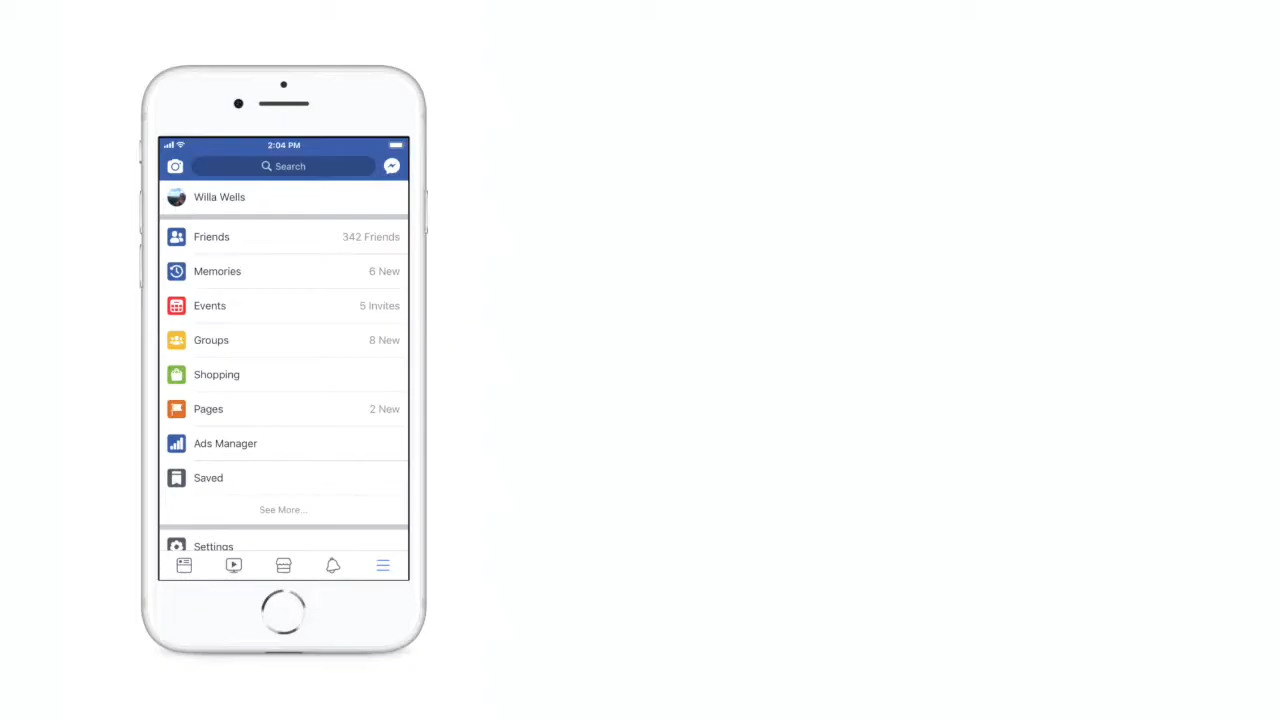 2:04 PM
Search
Willa Wells
Friends 342 Friends
Memories 6 New
Events 5 Invites
Groups 8 New
Shopping
Pages 2 New
Ads Manager
Saved
See More...
Settings